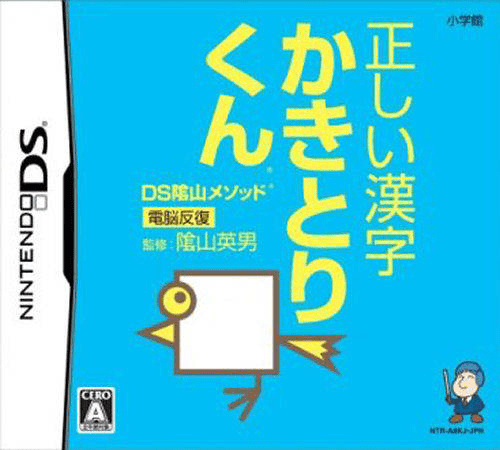 小学館
正しい漢字
かきとり
くん
DS陰山メソッド
電脳反復
監修:陰山英男
NINTENDO DS
CERO
A
NTR-A8KJ-JPN